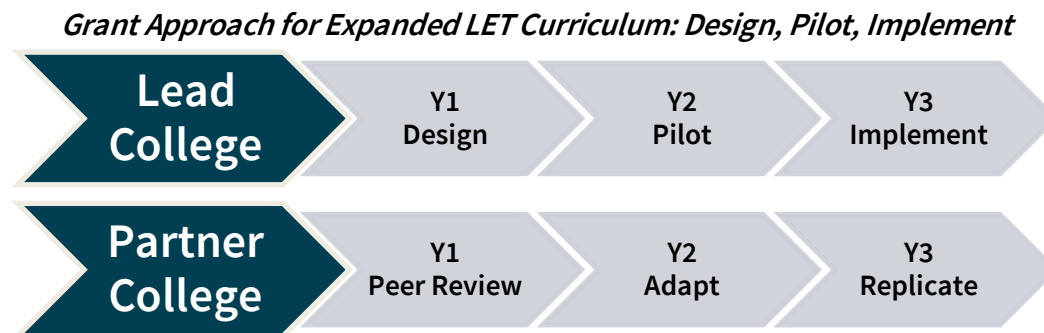 Grant Approach for Expanded LET Curriculum: Design, Pilot, Implement
Lead
College
Y1
Design
Y2
Pilot
Y3
Implement
Partner
College
Y1
Peer Review
Y2
Adapt
Y3
Replicate